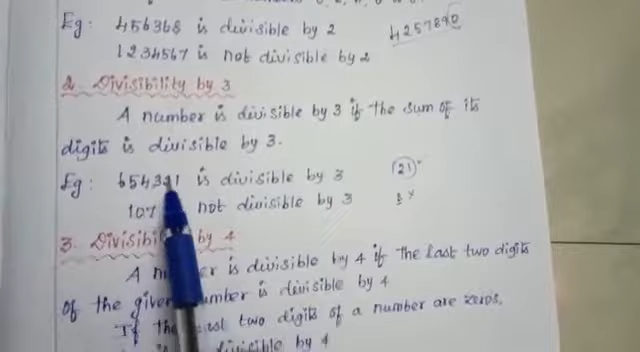 Eg: 456368 is divisible by 2
4257890
1234567 is not divisible by 2
2. Divisibility by 3
A number is divisible by 3 if the sum of its
digits is divisible by 3.
Eg: 654321 is divisible by 3
21
107 not divisible by 3
3. by 4
A is divisible by 4 if the last two digits
of the given number is divisible by 4
If the last two digits of a number are zeros,
divisible by 4